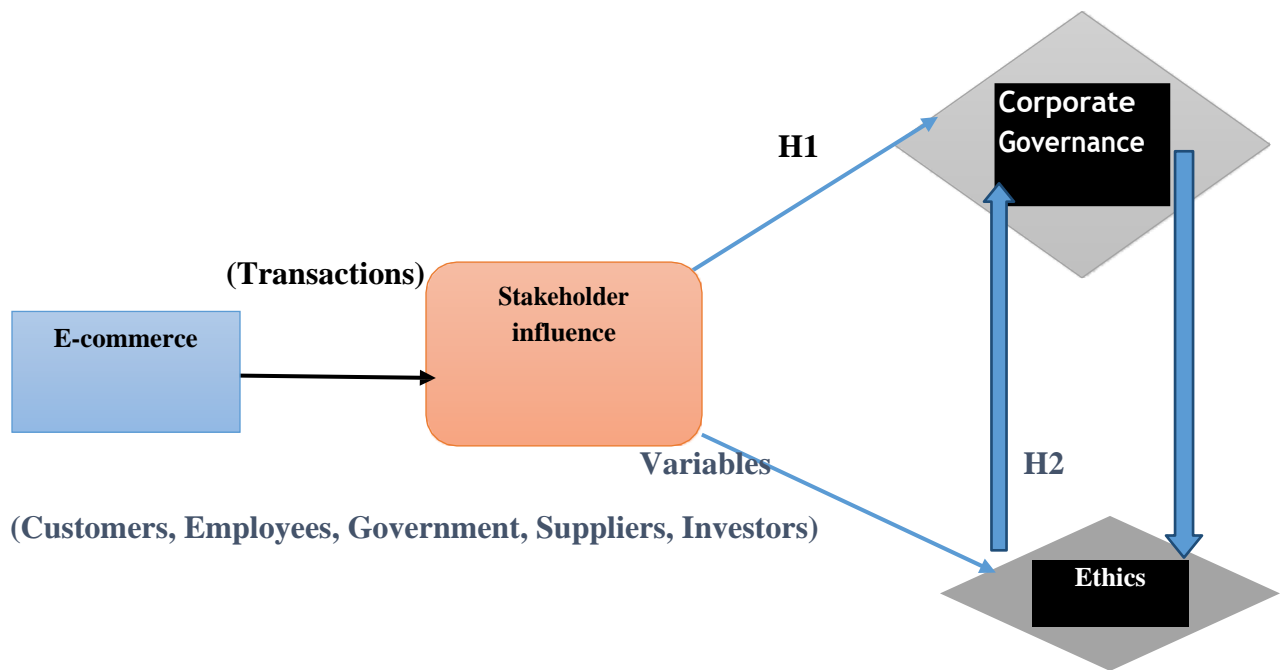 Corporate
Governance
H1
(Transactions)
Stakeholder
influence
E-commerce
Variables
H2
(Customers, Employees, Government, Suppliers, Investors)
Ethics